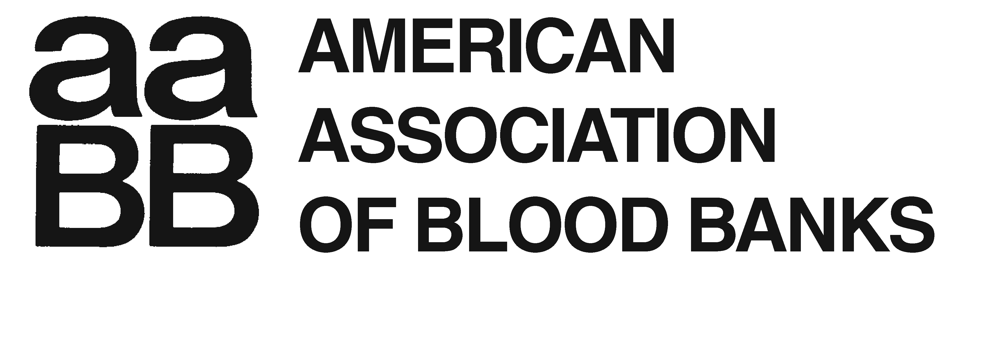 aa
BB
AMERICAN
ASSOCIATION
OF BLOOD BANKS